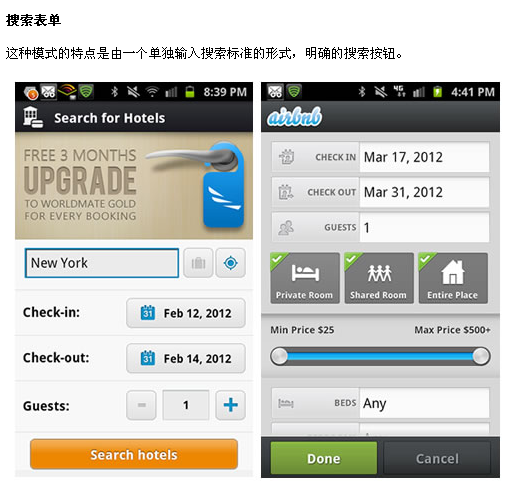 搜索表单
这种模式的特点是由一个单独输入搜索标准的形式，明确的搜索按钮。
8:39 PM
Search for Hotels
FREE 3 MONTHS
UPGRADE
TO WORLDMATE GOLD
FOR EVERY BOOKING
New York
Check-in:
31 Feb 12, 2012
Check-out:
31 Feb 14, 2012
Guests:
- 1 +
Search hotels
4G 4:41 PM
airbnb
CHECK IN Mar 17, 2012
CHECK OUT Mar 31, 2012
GUESTS 1
Private Room
Shared Room
Entire Place
Min Price $25
Max Price $500+
BEDS Any
Done
Cancel